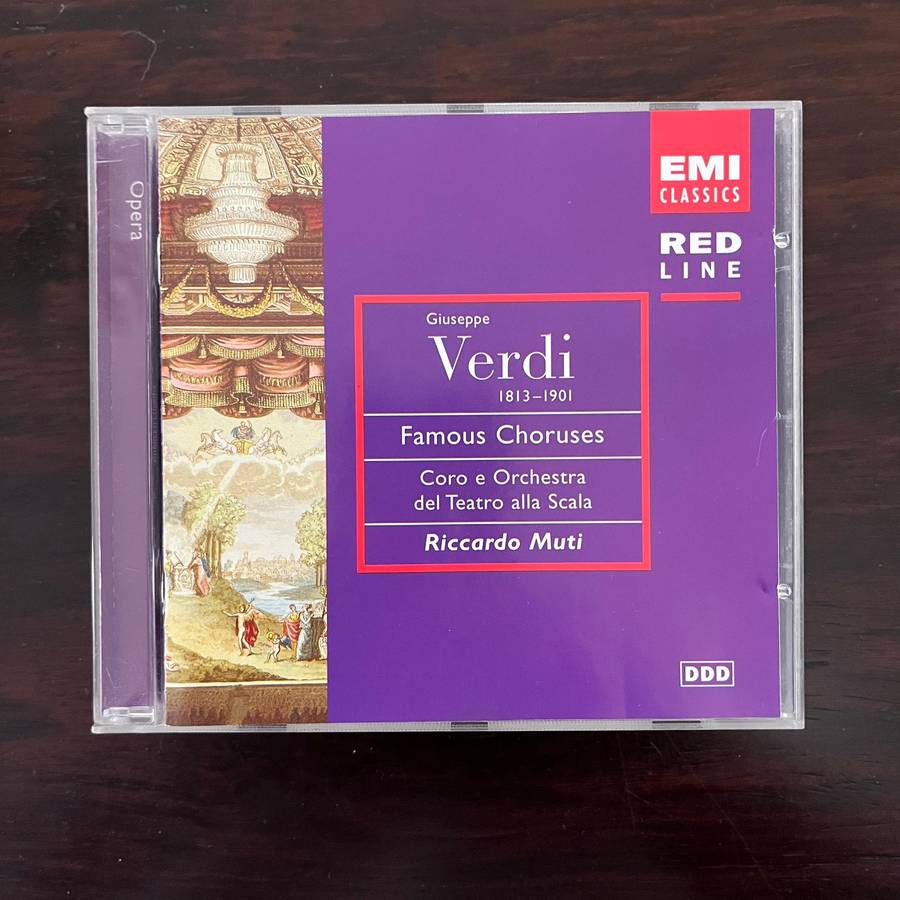 Opera
EMI
CLASSICS
RED
LINE
Giuseppe
Verdi
1813–1901
Famous Choruses
Coro e Orchestra
del Teatro alla Scala
Riccardo Muti
DDD